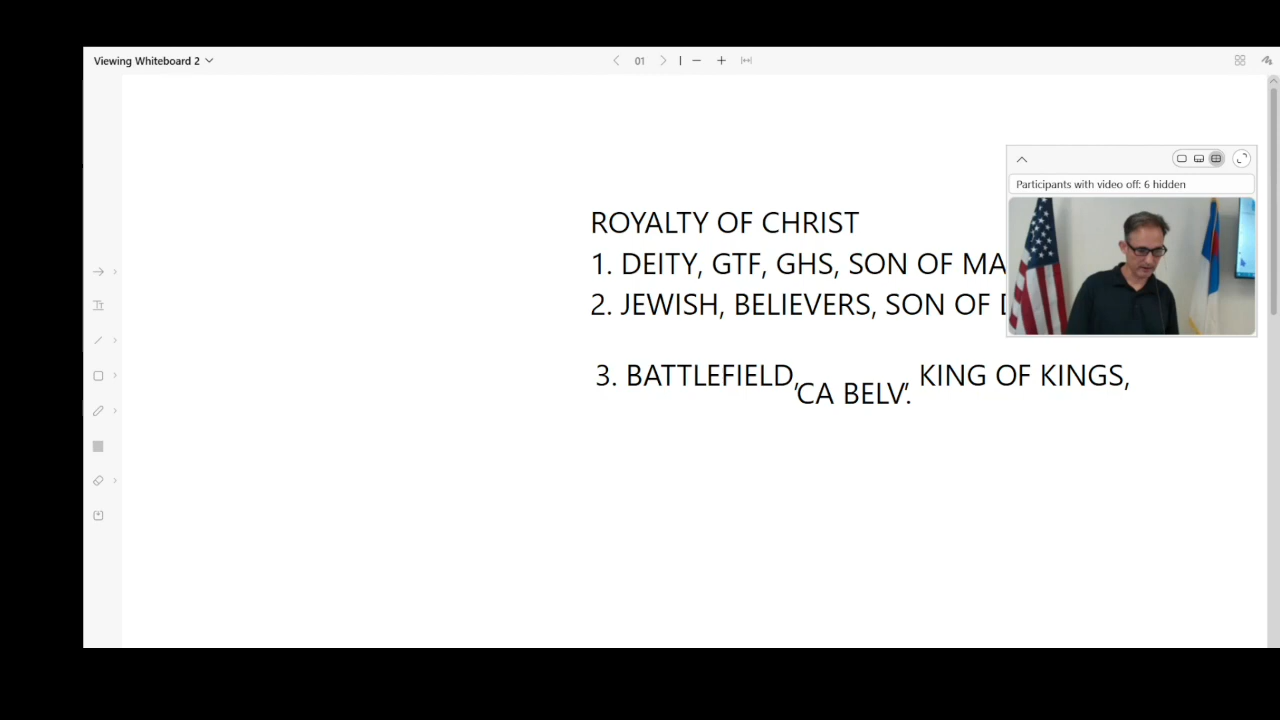 Viewing Whiteboard 2
01
Participants with video off: 6 hidden
ROYALTY OF CHRIST
1. DEITY, GTF, GHS, SON OF MA
2. JEWISH, BELIEVERS, SON OF
3. BATTLEFIELD, KING OF KINGS,
"CA BELV".